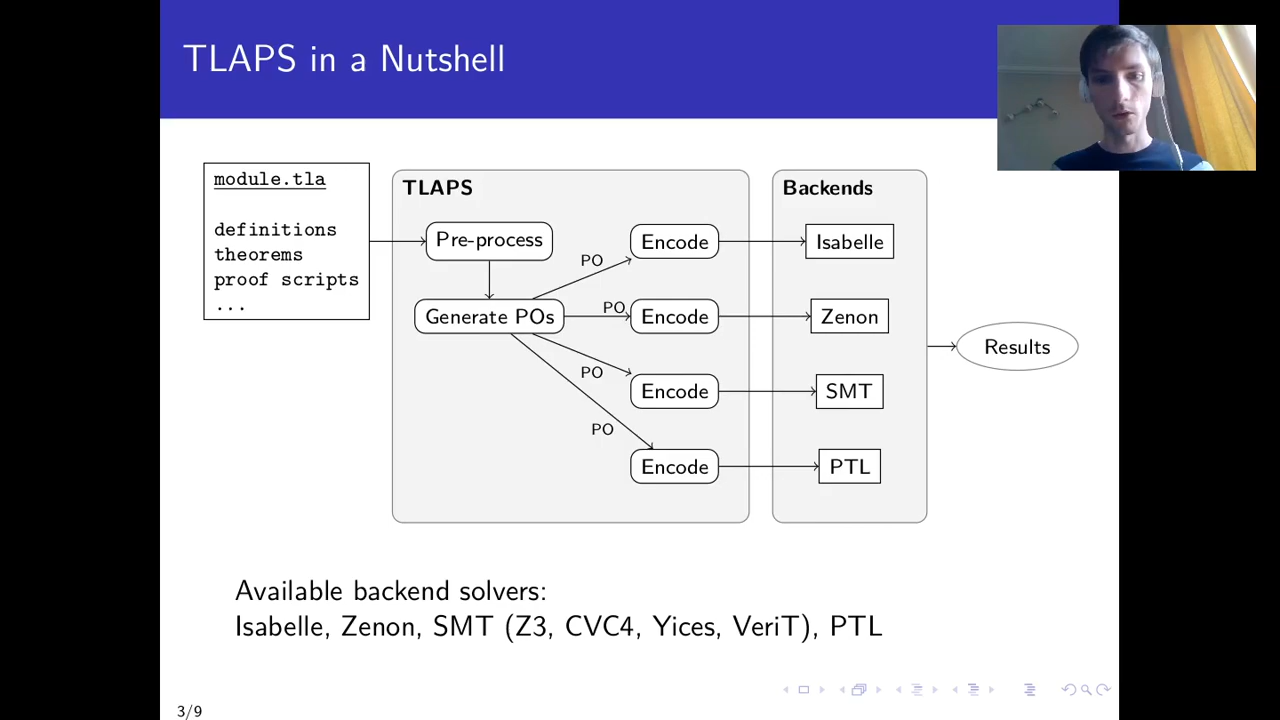 TLAPS in a Nutshell
module.tla
definitions
theorems
proof scripts
...
TLAPS
Pre-process
Generate POs
PO
Encode
PO
Encode
PO
Encode
PO
Encode
Backends
Isabelle
Zenon
SMT
PTL
Results
Available backend solvers:
Isabelle, Zenon, SMT (Z3, CVC4, Yices, VeriT), PTL
3/9